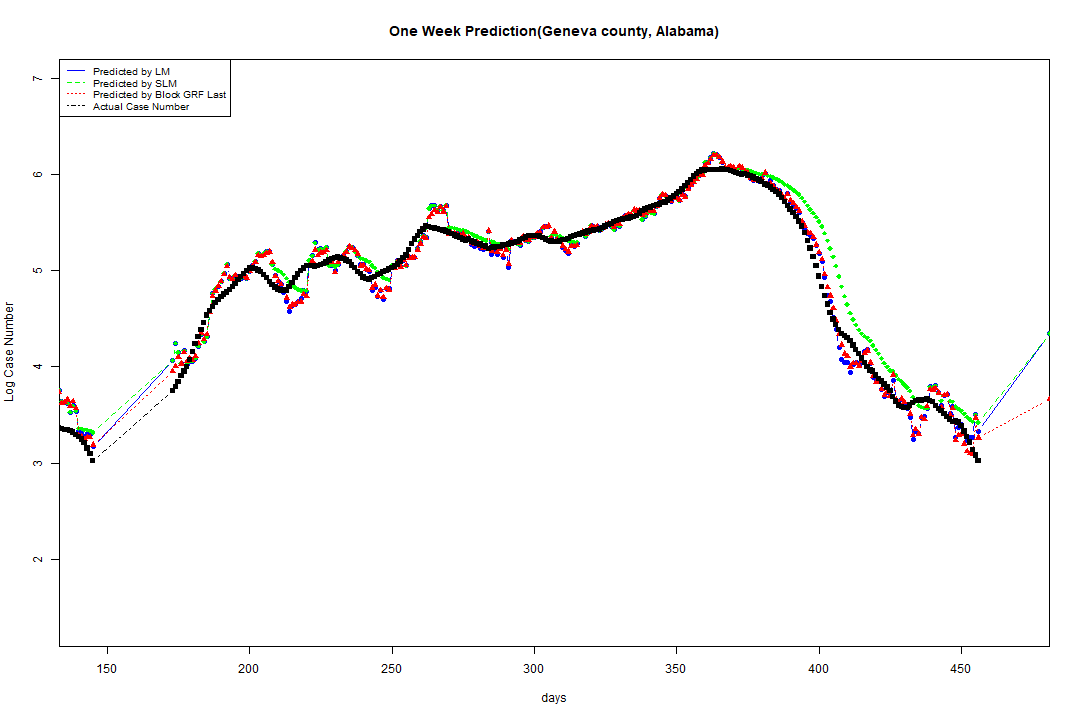 One Week Prediction(Geneva county, Alabama)
Predicted by LM
Predicted by SLM
Predicted by Block GRF Last
Actual Case Number
7
6
5
4
3
2
Log Case Number
150 200 250 300 350 400 450
days